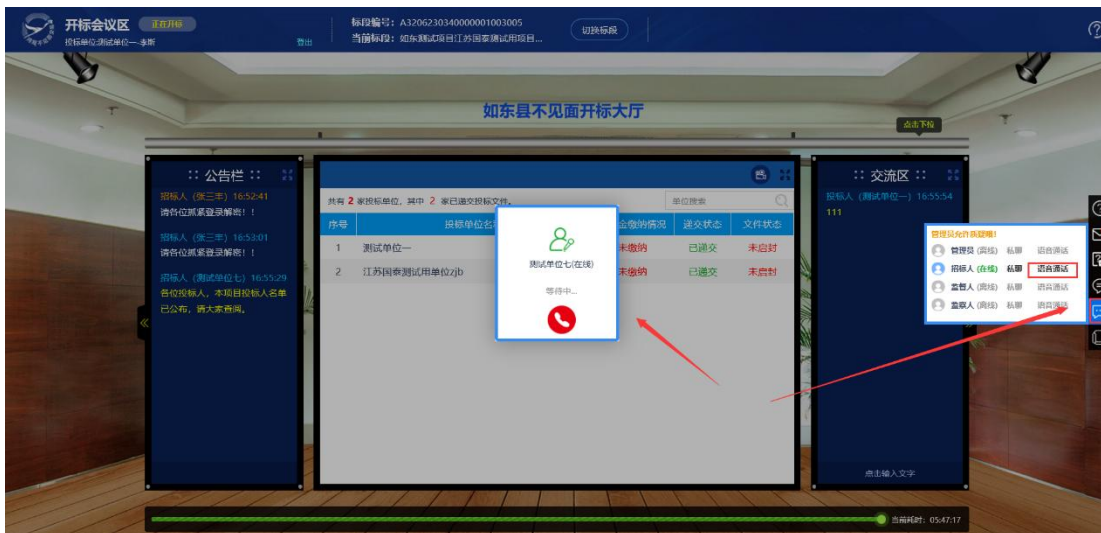 开标会议区 正在开标
投标单位:测试单位一-李斯 登出
标段编号：A3206230340000001003005
当前标段：如东测试项目江苏国泰测试用项目...
切换标段
如东县不见面开标大厅
点击下拉
:: 公告栏 ::
招标人（张三丰）16:52:41
请各位抓紧登录解密！！
招标人（张三丰）16:53:01
请各位抓紧登录解密！！
招标人（测试单位七）16:55:29
各位投标人，本项目投标人名单
已公布，请大家查阅。
共有 2 家投标单位，其中 2 家已递交投标文件。
单位搜索
序号 投标单位名 金缴纳情况 递交状态 文件状态
1 测试单位一 未缴纳 已递交 未启封
2 江苏国泰测试用单位zjb 未缴纳 已递交 未启封
测试单位七(在线)
等待中...
:: 交流区 ::
投标人（测试单位一）16:55:54
111
点击输入文字
管理员允许质疑喔!
管理员 (离线) 私聊 语音通话
招标人 (在线) 私聊 语音通话
监督人 (离线) 私聊 语音通话
监察人 (离线) 私聊 语音通话
当前耗时：05:47:17